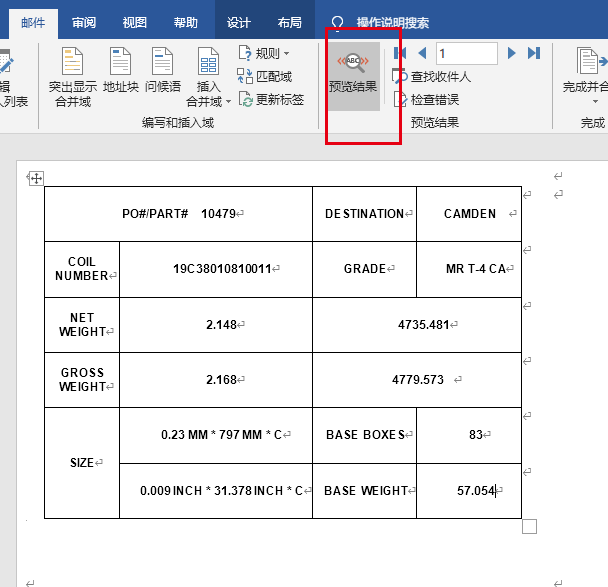 邮件 审阅 视图 帮助 设计 布局 操作说明搜索
辑
人列表
突出显示
合并域
地址块
问候语
插入
合并域
规则
匹配域
更新标签
编写和插入域
ABC
预览结果
1
查找收件人
检查错误
预览结果
完成并合
完成
PO#/PART# 10479 DESTINATION CAMDEN
COIL
NUMBER
19C38010810011 GRADE MR T-4 CA
NET
WEIGHT
2.148 4735.481
GROSS
WEIGHT
2.168 4779.573
SIZE
0.23 MM * 797 MM * C BASE BOXES 83
0.009 INCH * 31.378 INCH * C BASE WEIGHT 57.054